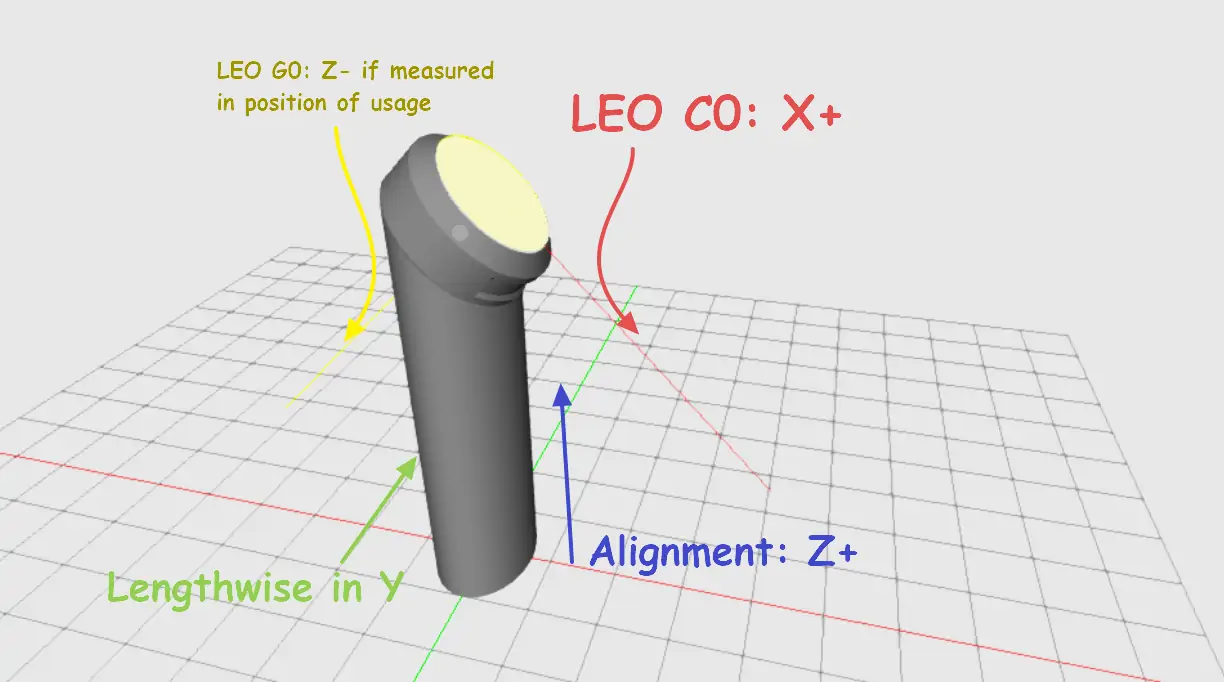 LEO G0: Z- if measured
in position of usage
LEO C0: X+
Alignment: Z+
Lengthwise in Y